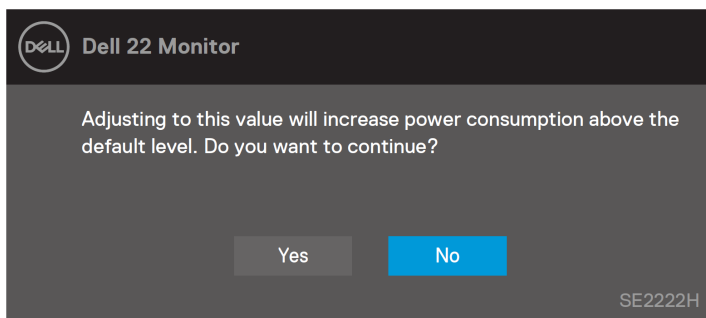 DELL Dell 22 Monitor
Adjusting to this value will increase power consumption above the
default level. Do you want to continue?
Yes No
SE2222H